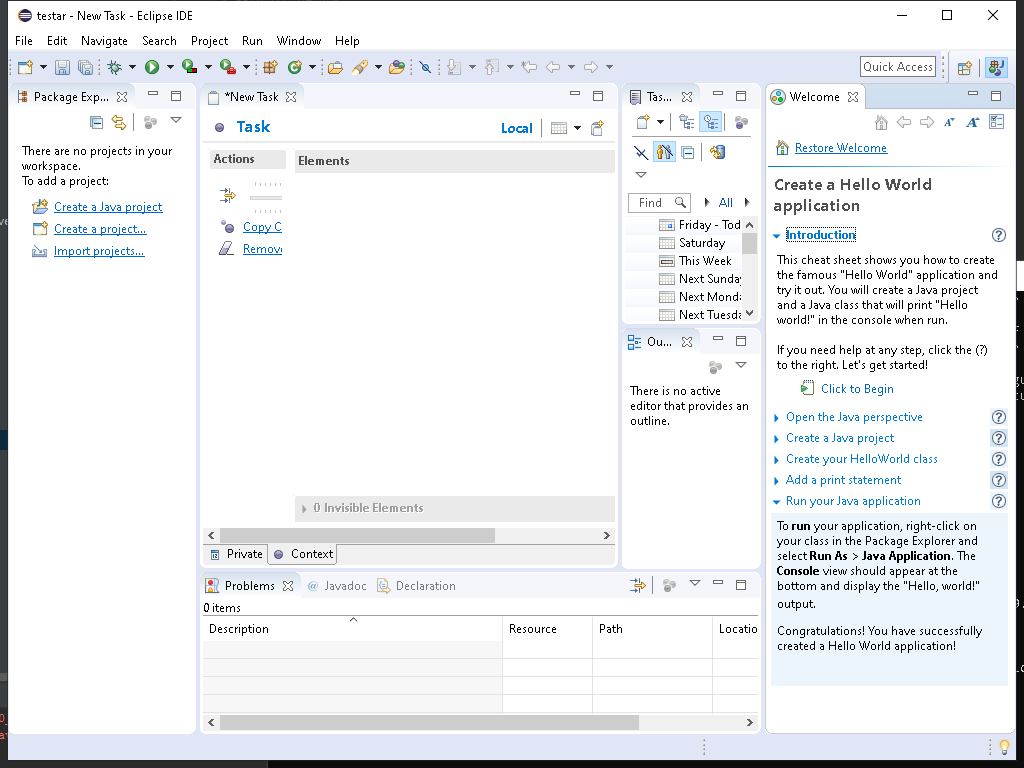 testar - New Task - Eclipse IDE
File Edit Navigate Search Project Run Window Help
Quick Access
Package Exp...
There are no projects in your
workspace.
To add a project:
Create a Java project
Create a project...
Import projects...
*New Task
Task
Local
Actions
Elements
Copy C
Remov
0 Invisible Elements
Private
Context
Tas...
Find
All
Friday - Tod
Saturday
This Week
Next Sunda
Next Monda
Next Tuesda
Ou...
There is no active
editor that provides an
outline.
Problems
@ Javadoc
Declaration
0 items
Description
Resource
Path
Locatio
Welcome
Restore Welcome
Create a Hello World
application
Introduction
This cheat sheet shows you how to create
the famous "Hello World" application and
try it out. You will create a Java project
and a Java class that will print "Hello
world!" in the console when run.
If you need help at any step, click the (?)
to the right. Let's get started!
Click to Begin
Open the Java perspective
Create a Java project
Create your HelloWorld class
Add a print statement
Run your Java application
To run your application, right-click on
your class in the Package Explorer and
select Run As > Java Application. The
Console view should appear at the
bottom and display the "Hello, world!"
output.
Congratulations! You have successfully
created a Hello World application!